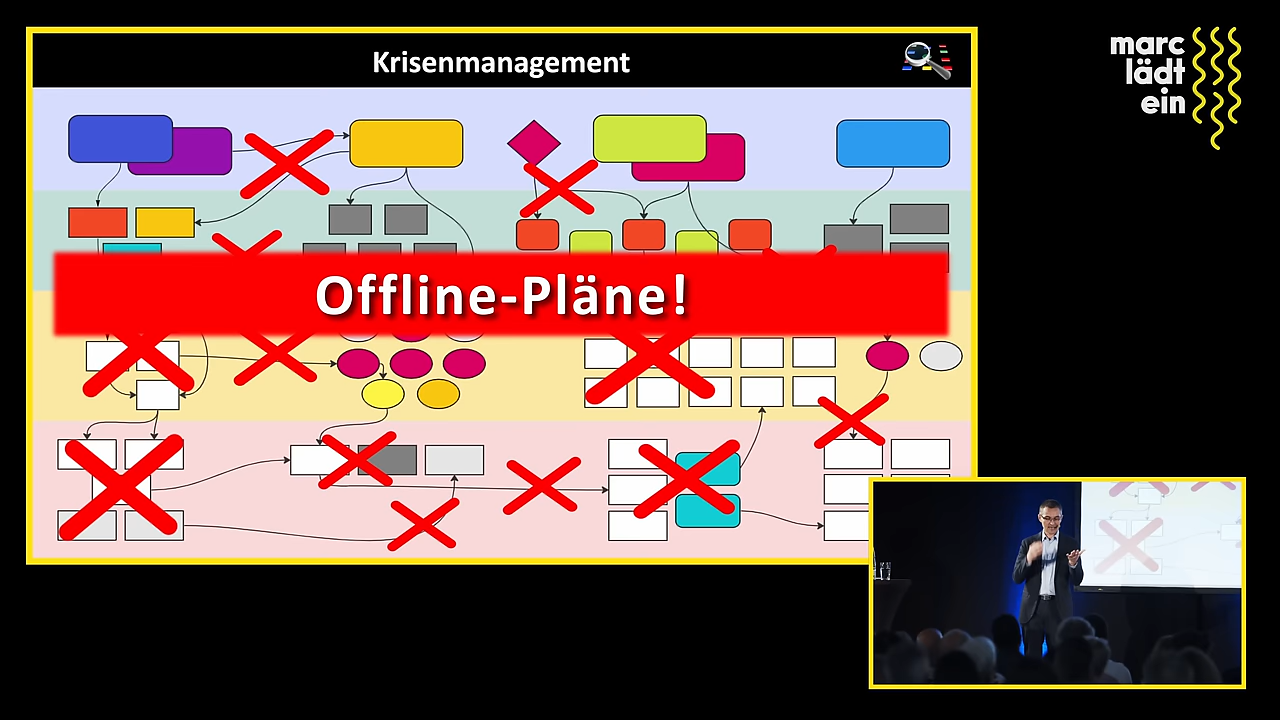 Krisenmanagement
marc
lädt
ein
Offline-Pläne!